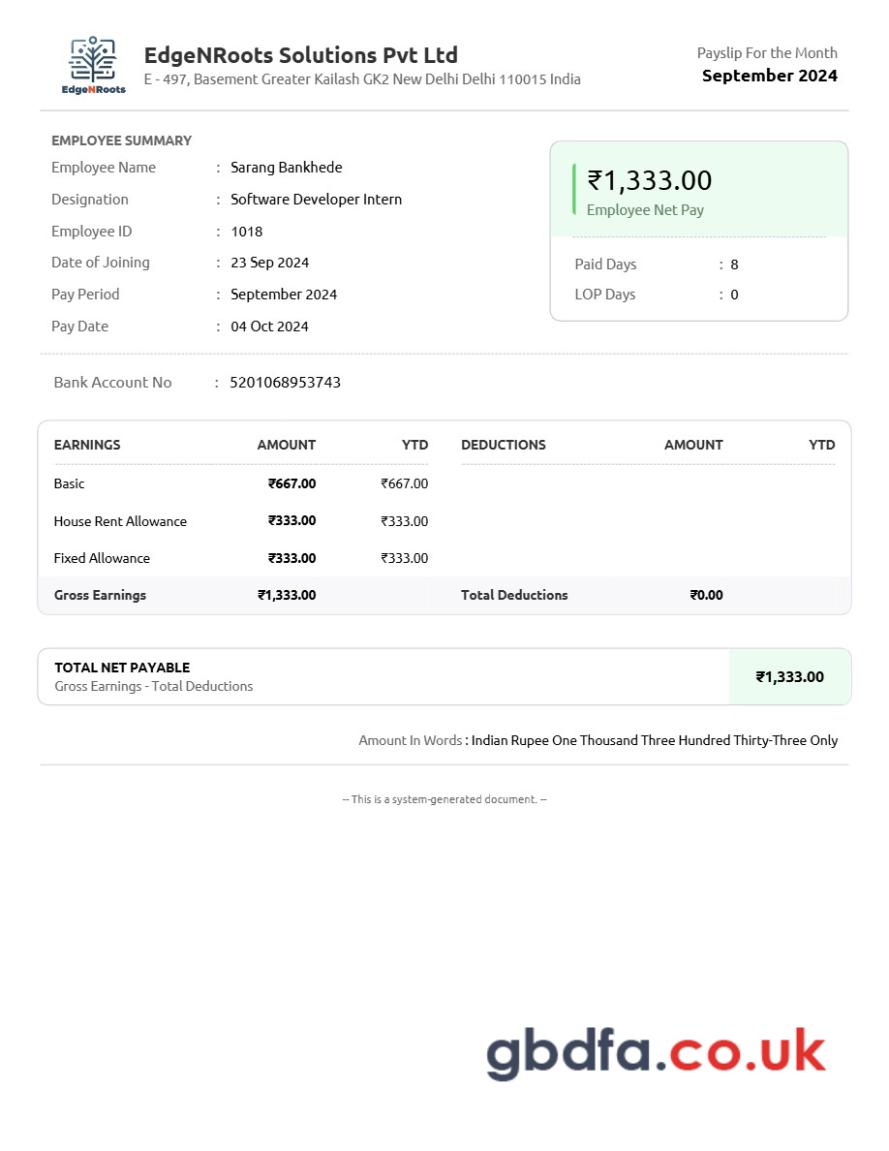 EdgeNRoots
EdgeNRoots Solutions Pvt Ltd
E - 497, Basement Greater Kailash GK2 New Delhi Delhi 110015 India
Payslip For the Month
September 2024
EMPLOYEE SUMMARY
Employee Name : Sarang Bankhede
Designation : Software Developer Intern
Employee ID : 1018
Date of Joining : 23 Sep 2024
Pay Period : September 2024
Pay Date : 04 Oct 2024
₹1,333.00
Employee Net Pay
Paid Days : 8
LOP Days : 0
Bank Account No : 5201068953743
EARNINGS AMOUNT YTD DEDUCTIONS AMOUNT YTD
Basic ₹667.00 ₹667.00
House Rent Allowance ₹333.00 ₹333.00
Fixed Allowance ₹333.00 ₹333.00
Gross Earnings ₹1,333.00 Total Deductions ₹0.00
TOTAL NET PAYABLE
Gross Earnings - Total Deductions
₹1,333.00
Amount In Words : Indian Rupee One Thousand Three Hundred Thirty-Three Only
-- This is a system-generated document. --
gbdfa.co.uk